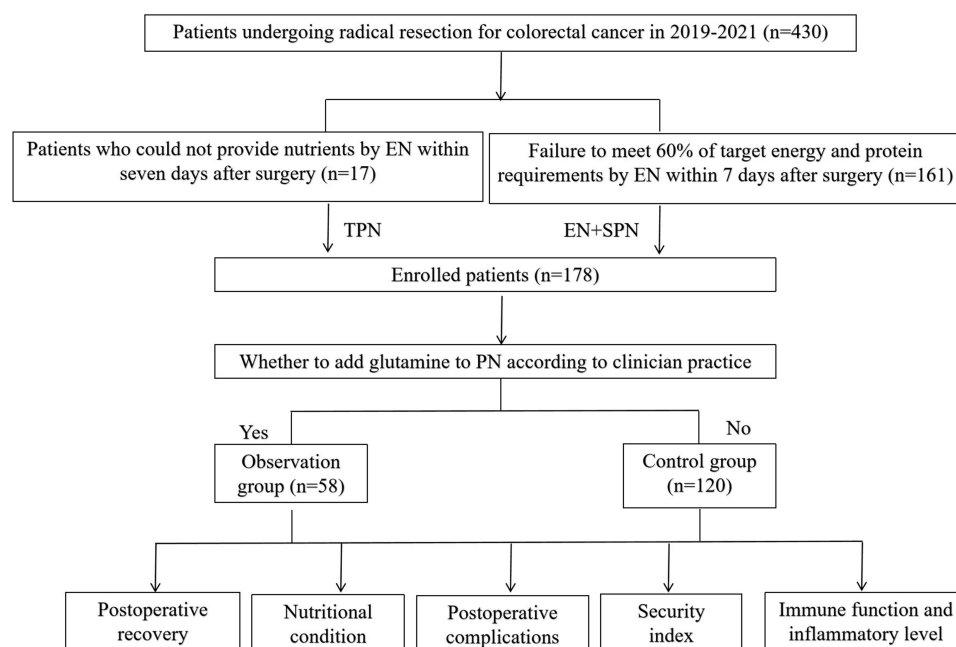 Patients undergoing radical resection for colorectal cancer in 2019-2021 (n=430)
Patients who could not provide nutrients by EN within
seven days after surgery (n=17)
Failure to meet 60% of target energy and protein
requirements by EN within 7 days after surgery (n=161)
TPN
EN+SPN
Enrolled patients (n=178)
Whether to add glutamine to PN according to clinician practice
Yes
No
Observation
group (n=58)
Control group
(n=120)
Postoperative
recovery
Nutritional
condition
Postoperative
complications
Security
index
Immune function and
inflammatory level